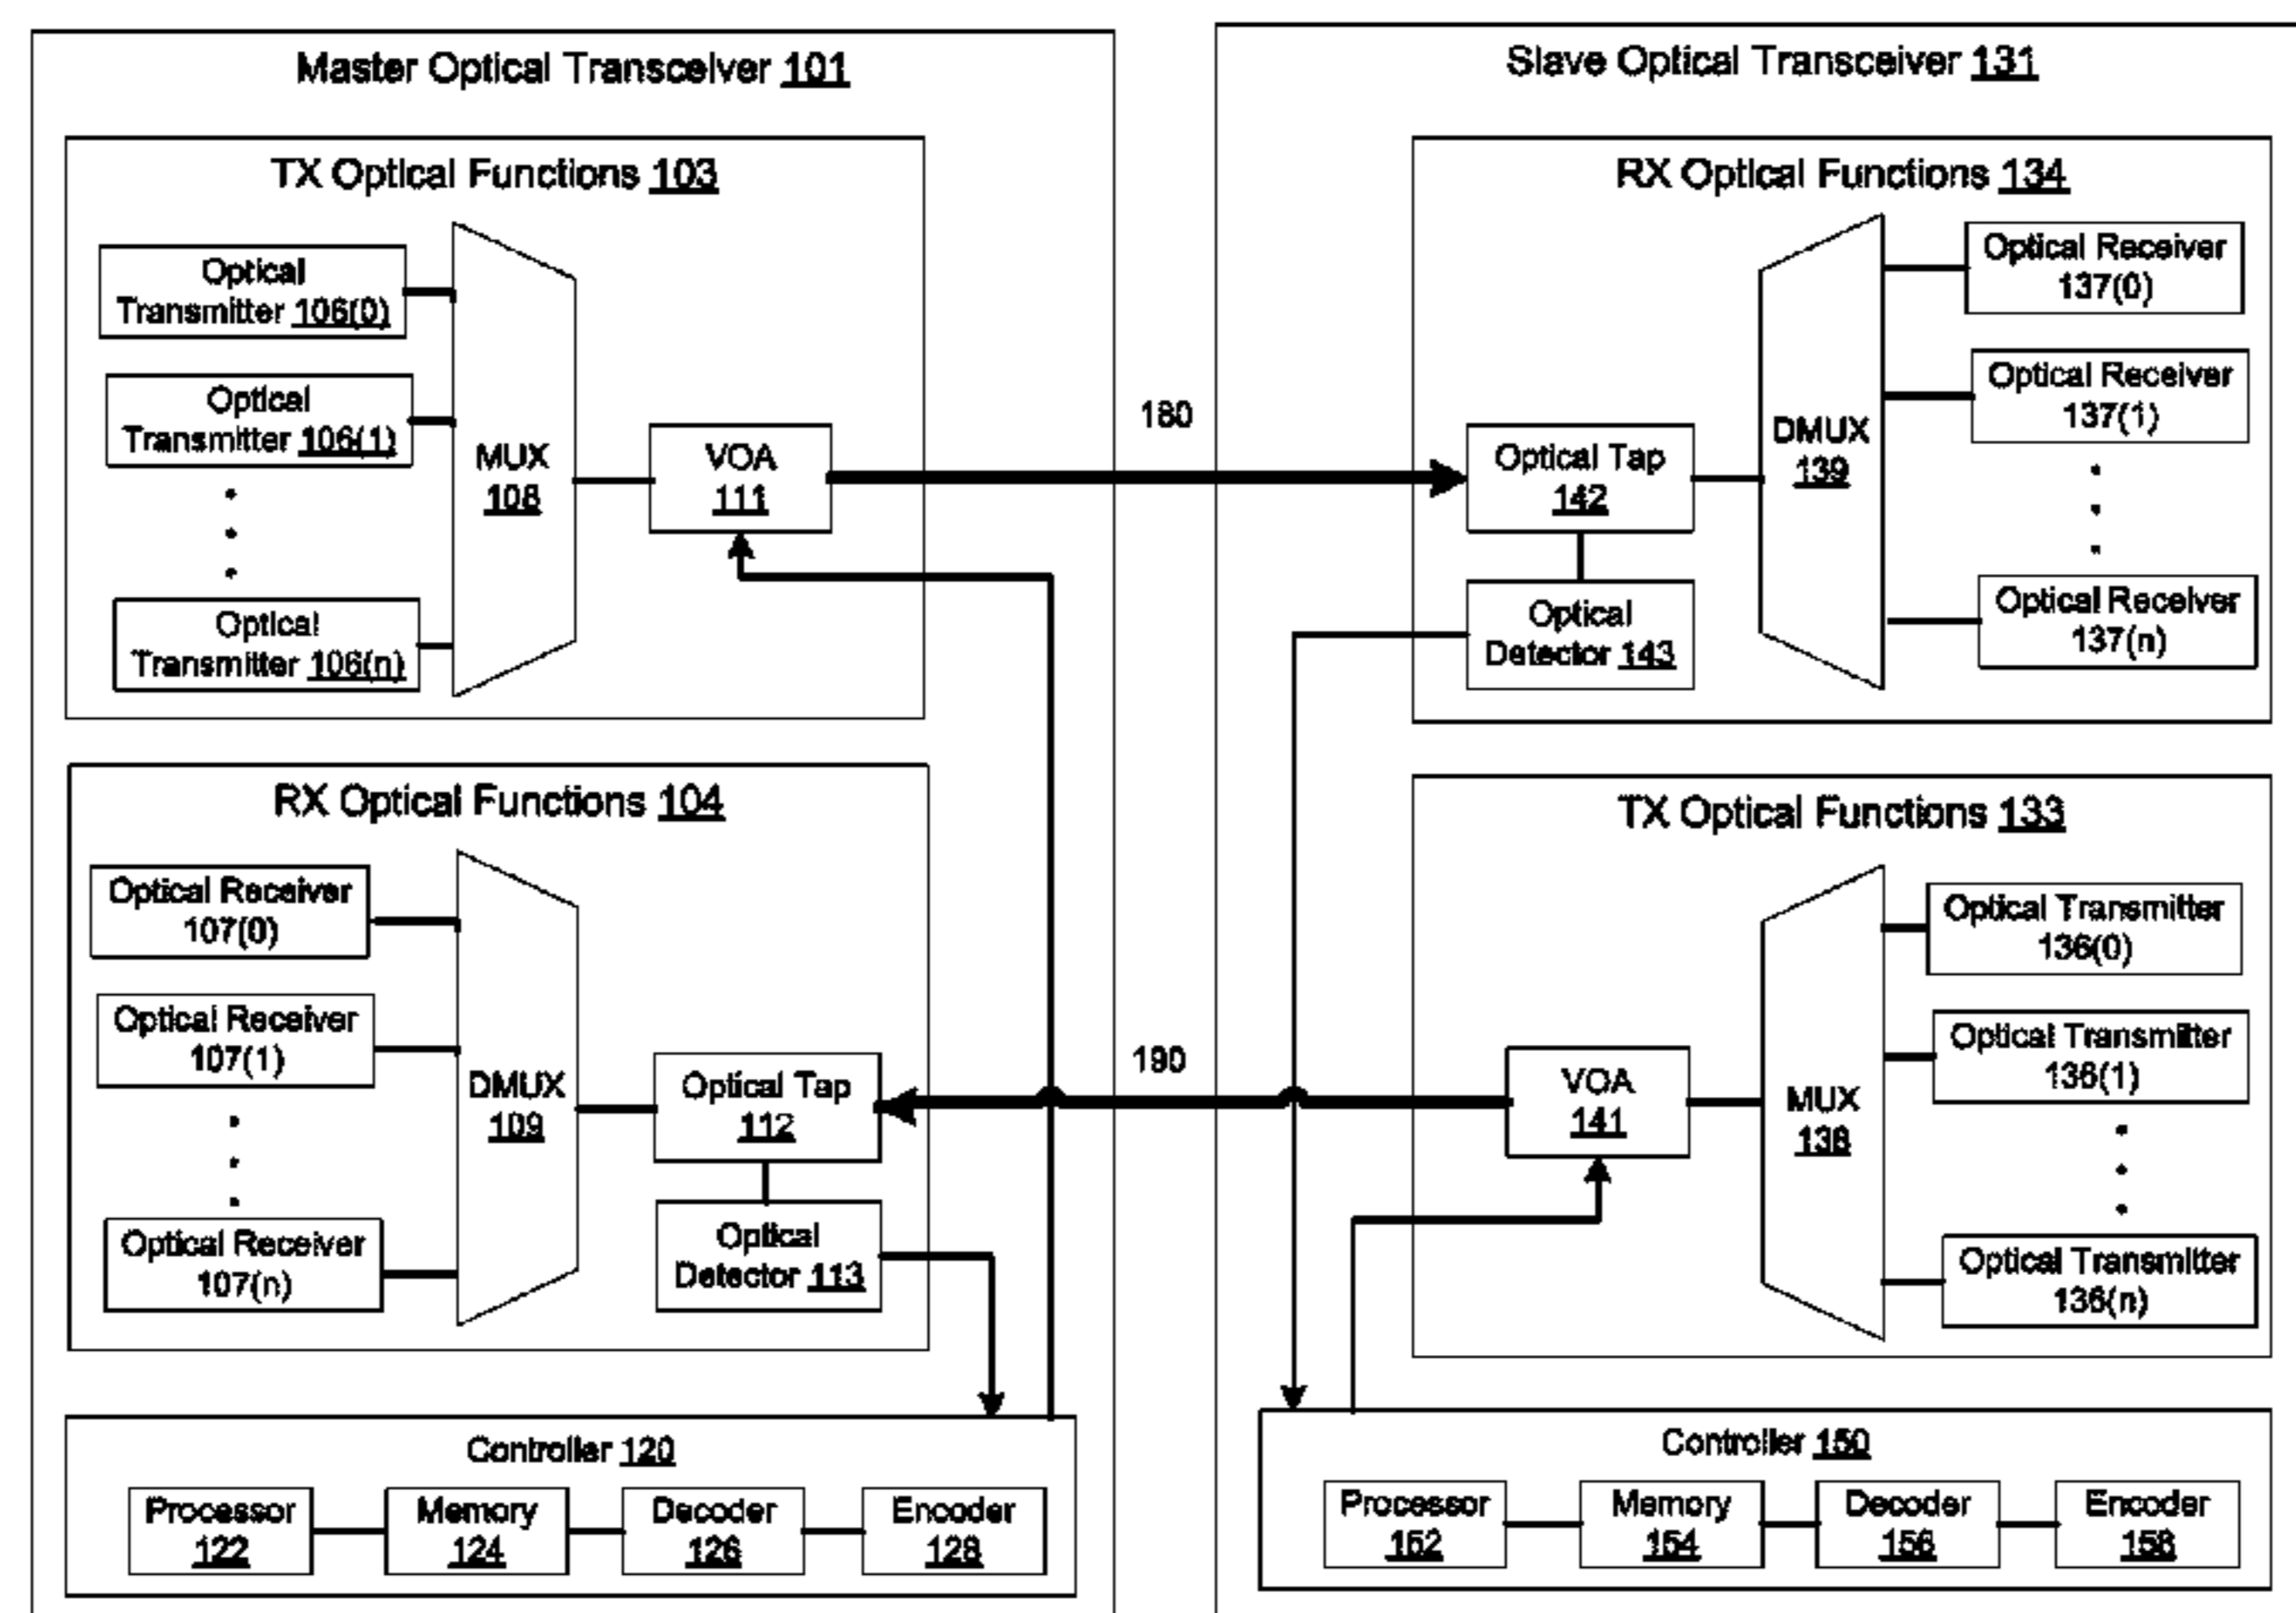 Master Optical Transceiver 101
TX Optical Functions 103
Optical
Transmitter 106(0)
Optical
Transmitter 106(1)
Optical
Transmitter 106(n)
MUX
108
VOA
111
RX Optical Functions 104
Optical Receiver
107(0)
Optical Receiver
107(1)
Optical Receiver
107(n)
DMUX
109
Optical Tap
112
Optical
Detector 113
Controller 120
Processor
122
Memory
124
Decoder
126
Encoder
128
180
190
Slave Optical Transceiver 131
RX Optical Functions 134
Optical Tap
142
Optical
Detector 143
DMUX
139
Optical Receiver
137(0)
Optical Receiver
137(1)
Optical Receiver
137(n)
TX Optical Functions 133
VOA
141
MUX
138
Optical Transmitter
136(0)
Optical Transmitter
136(1)
Optical Transmitter
136(n)
Controller 150
Processor
152
Memory
154
Decoder
156
Encoder
158